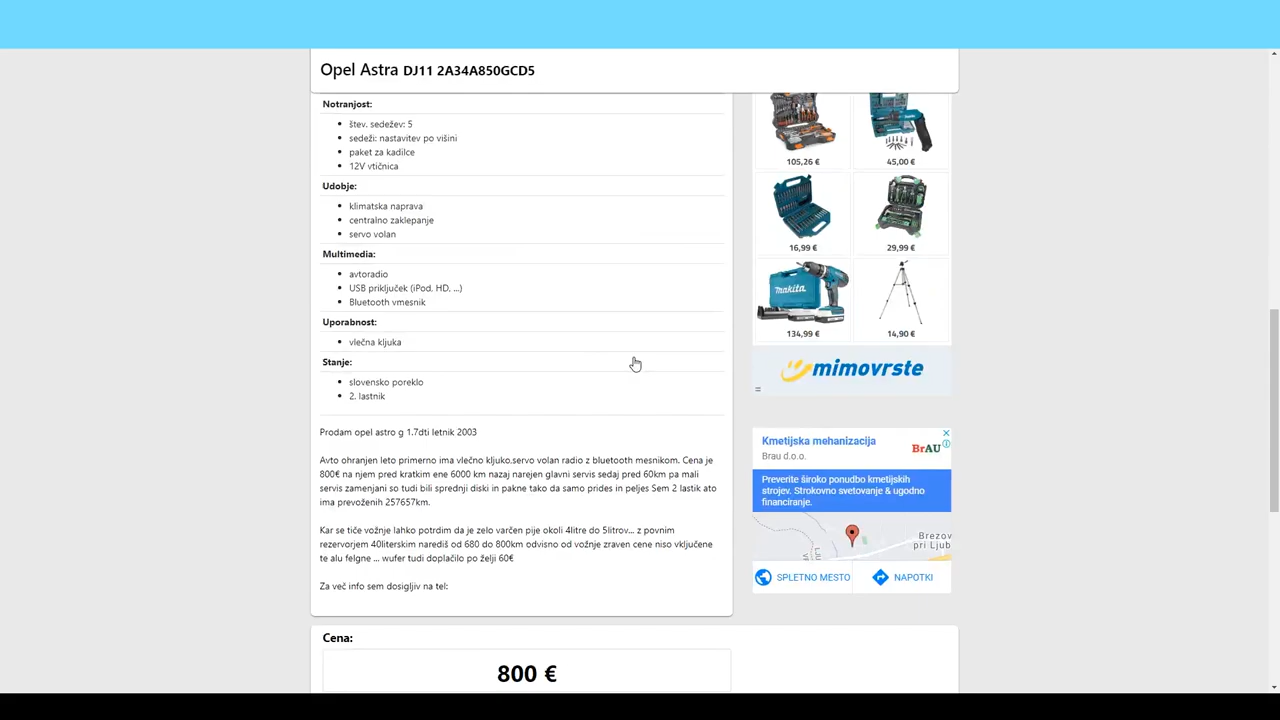 Opel Astra DJ11 2A34A850GCD5
Notranjost:
štev. sedežev: 5
sedeži: nastavitev po višini
paket za kadilce
12V vtičnica
Udobje:
klimatska naprava
centralno zaklepanje
servo volan
Multimedia:
avtoradio
USB priključek (iPod, HD, ...)
Bluetooth vmesnik
Uporabnost:
vlečna kljuka
Stanje:
slovensko poreklo
2. lastnik
Prodam opel astro g 1.7dti letnik 2003
Avto ohranjen leto primerno ima vlečno kljuko,servo volan radio z bluetooth mesnikom. Cena je
800€ na njem pred kratkim ene 6000 km nazaj narejen glavni servis sedaj pred 60km pa mali
servis zamenjani so tudi bili sprednji diski in pakne tako da samo prides in peljes Sem 2 lastik ato
ima prevoženih 257657km.
Kar se tiče vožnje lahko potrdim da je zelo varčen pije okoli 4litre do 5litrov... z povnim
rezervorjem 40literskim narediš od 680 do 800km odvisno od vožnje zraven cene niso vključene
te alu felgne ... wufer tudi doplačilo po želji 60€
Za več info sem dosigljiv na tel:
Cena:
800 €
105,26 €
45,00 €
16,99 €
29,99 €
makita
134,99 €
14,90 €
mimovrste
Kmetijska mehanizacija
Brau d.o.o.
BrAU
Preverite široko ponudbo kmetijskih
strojev. Strokovno svetovanje & ugodno
financiranje.
Brezov
pri Ljub
SPLETNO MESTO
NAPOTKI